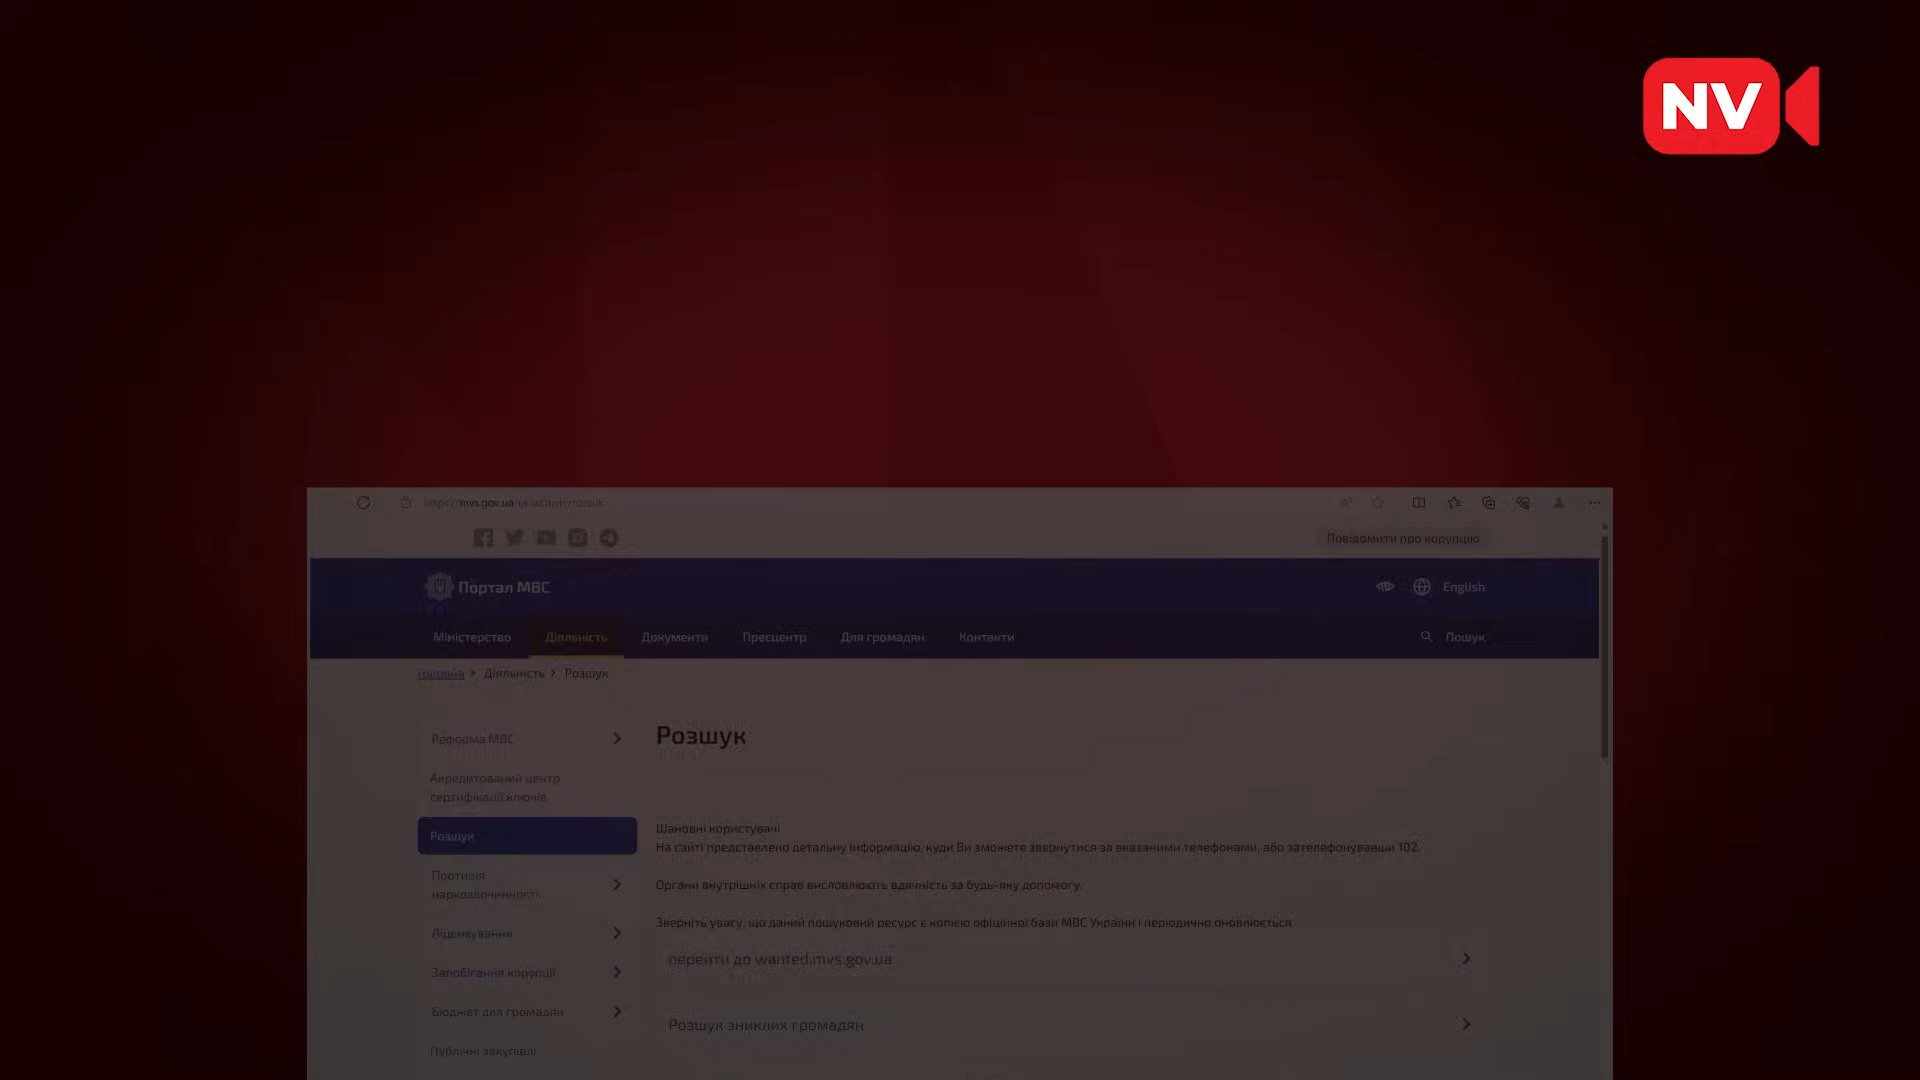 NV
https://mvs.gov.ua/uk/activity/rozsuk
Повідомити про корупцію
Портал МВС
English
Міністерство Діяльність Документи Пресцентр Для громадян Контакти Пошук
Головна > Діяльність > Розшук
Реформа МВС
Розшук
Акредитований центр
сертифікації ключів
Розшук
Шановні користувачі
На сайті представлено детальну інформацію, куди Ви зможете звернутися за вказаними телефонами, або зателефонувавши 102.
Протидія
наркозлочинності
Органи внутрішніх справ висловлюють вдячність за будь-яку допомогу.
Зверніть увагу, що даний пошуковий ресурс є копією офіційної бази МВС України і періодично оновлюється.
Ліцензування
перейти до wanted.mvs.gov.ua
Запобігання корупції
Бюджет для громадян
Розшук зниклих громадян
Публічні закупівлі